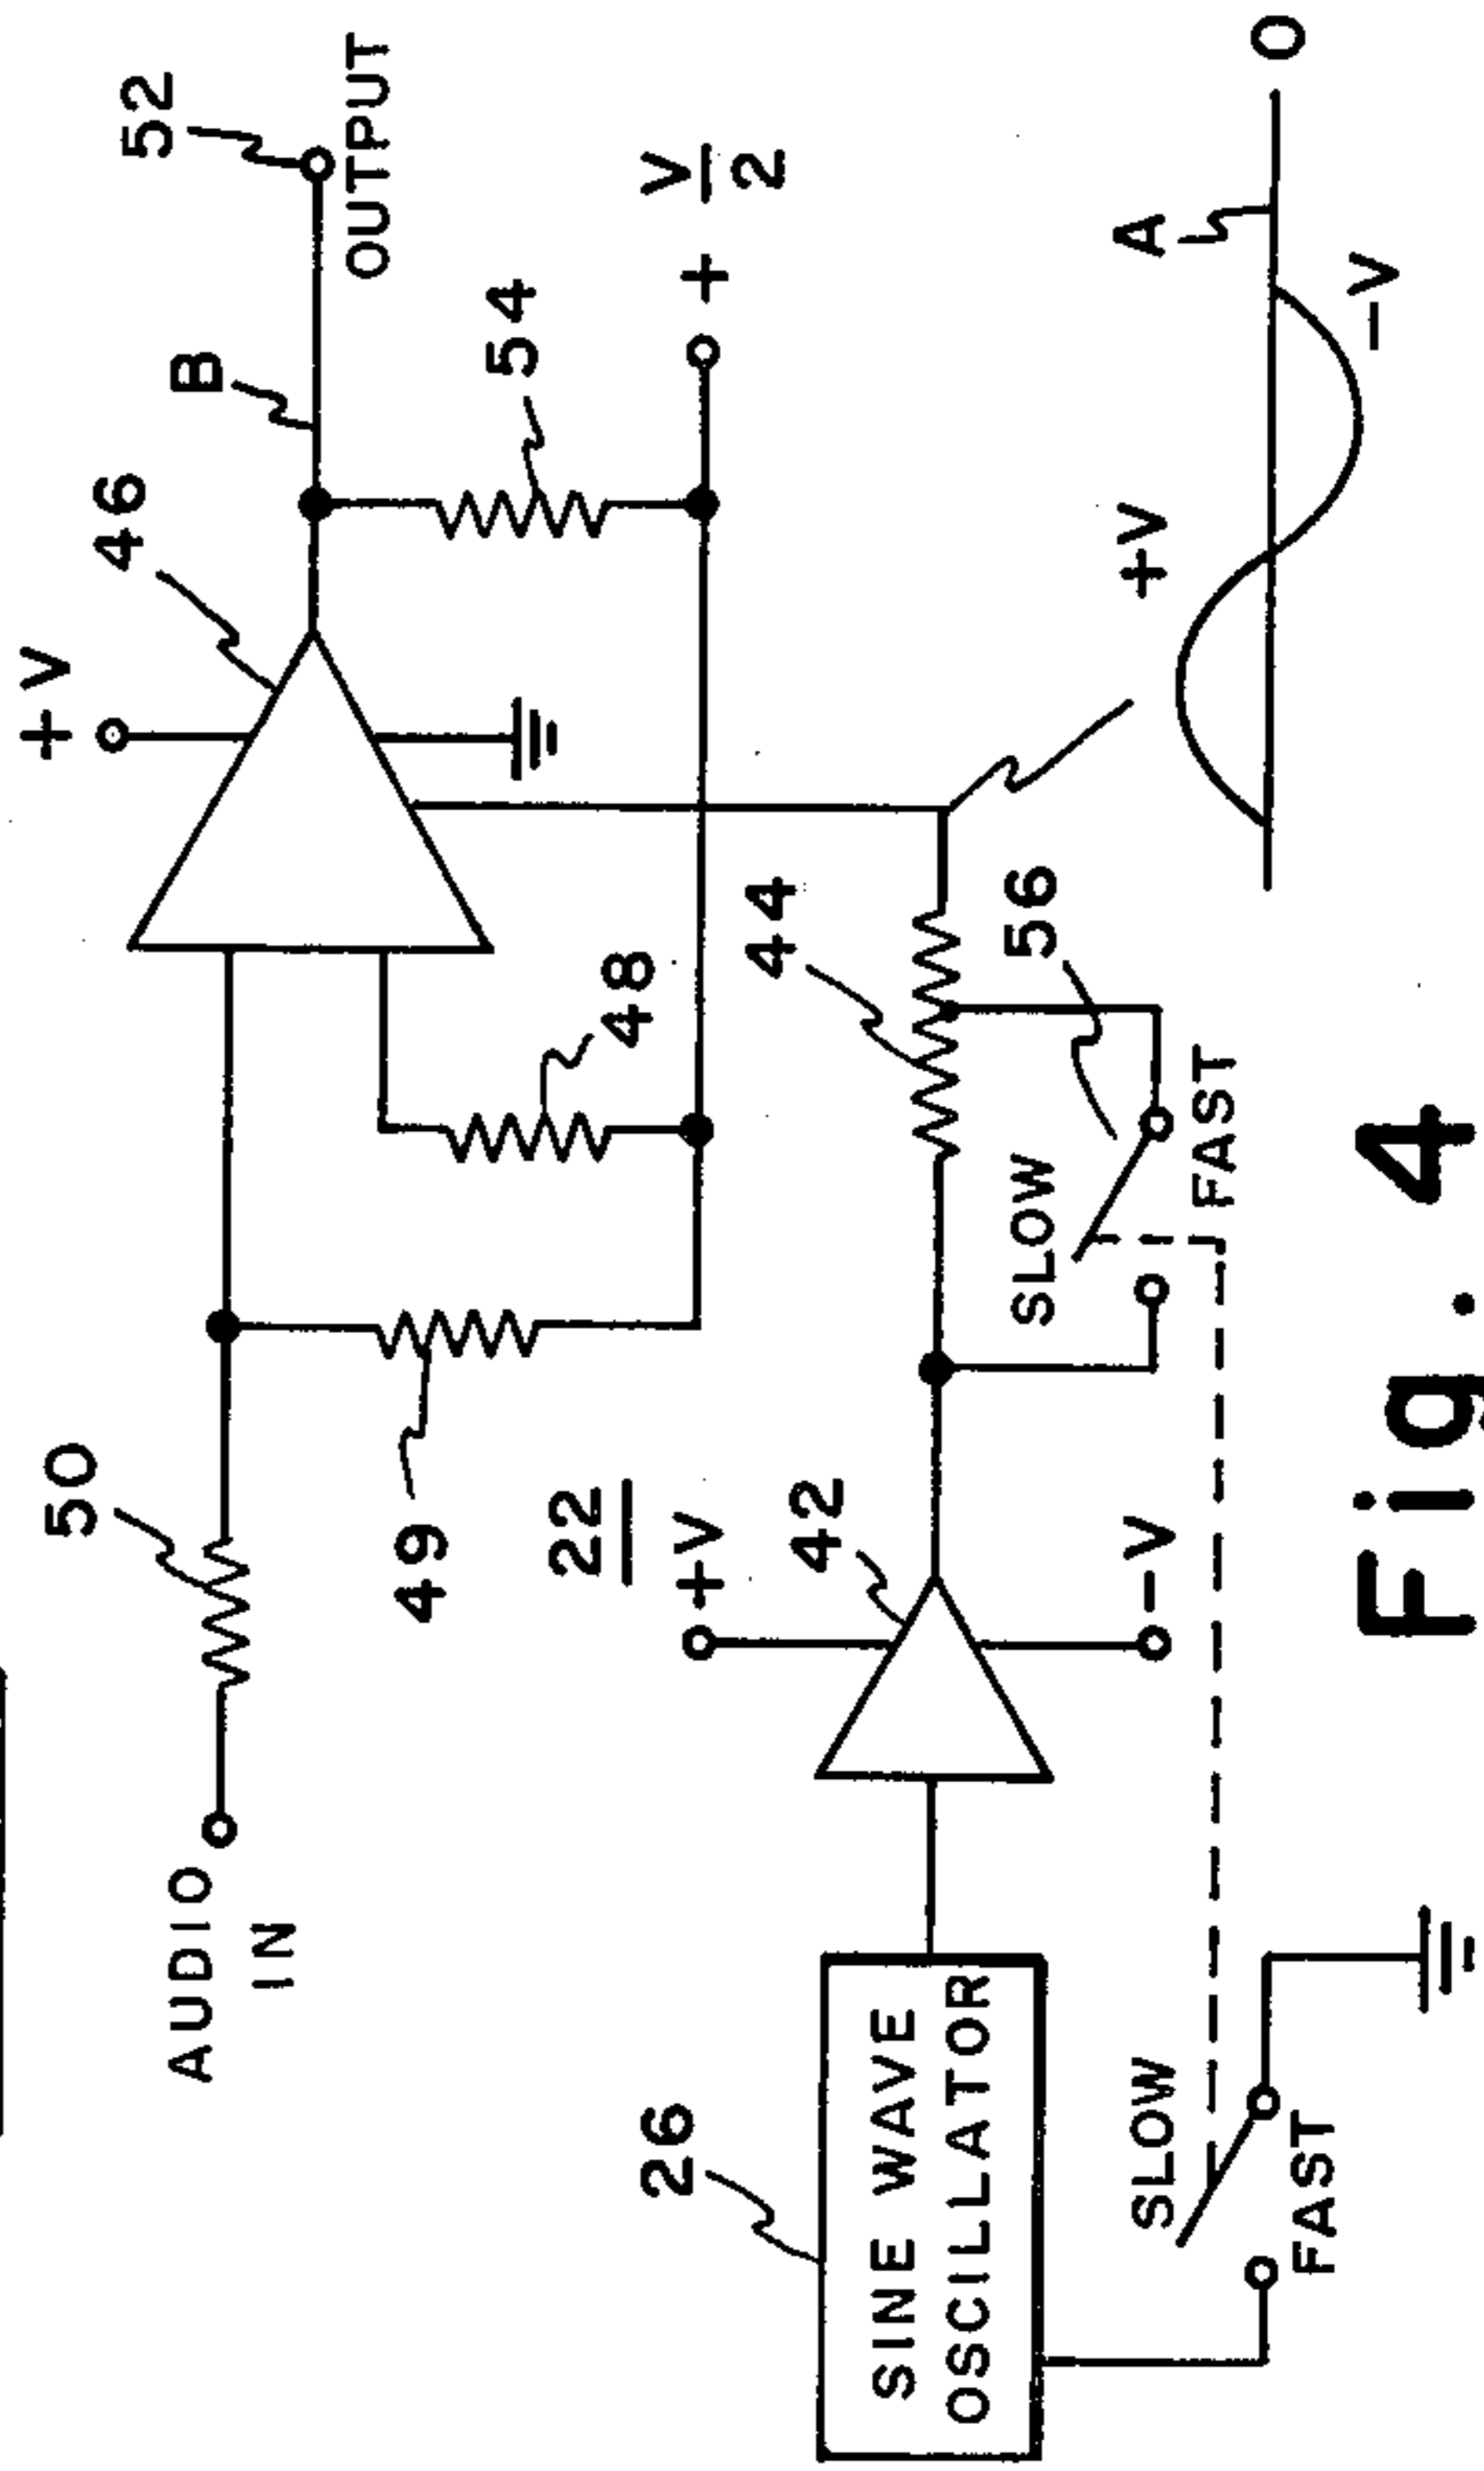 +V
46
B
52
OUTPUT
50
AUDIO
IN
49
48
54
+ V/2
22
+V
42
-V
44
26
SINE WAVE
OSCILLATOR
SLOW
FAST
SLOW
FAST
56
+V
-V
A
O
Fig. 4